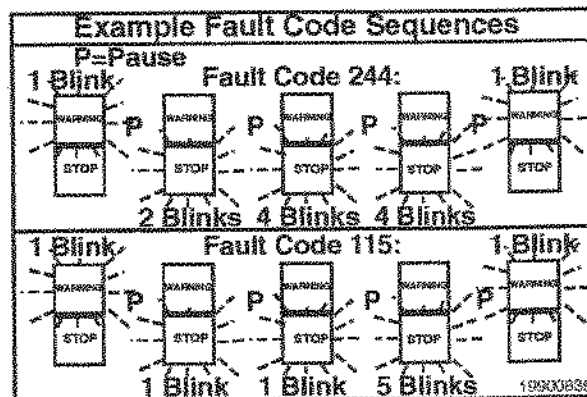 Example Fault Code Sequences
P=Pause
1 Blink Fault Code 244: 1 Blink
WARNING P WARNING P WARNING P WARNING P WARNING
STOP STOP STOP STOP STOP
2 Blinks 4 Blinks 4 Blinks
1 Blink Fault Code 115: 1 Blink
WARNING P WARNING P WARNING P WARNING P WARNING
STOP STOP STOP STOP STOP
1 Blink 1 Blink 5 Blinks